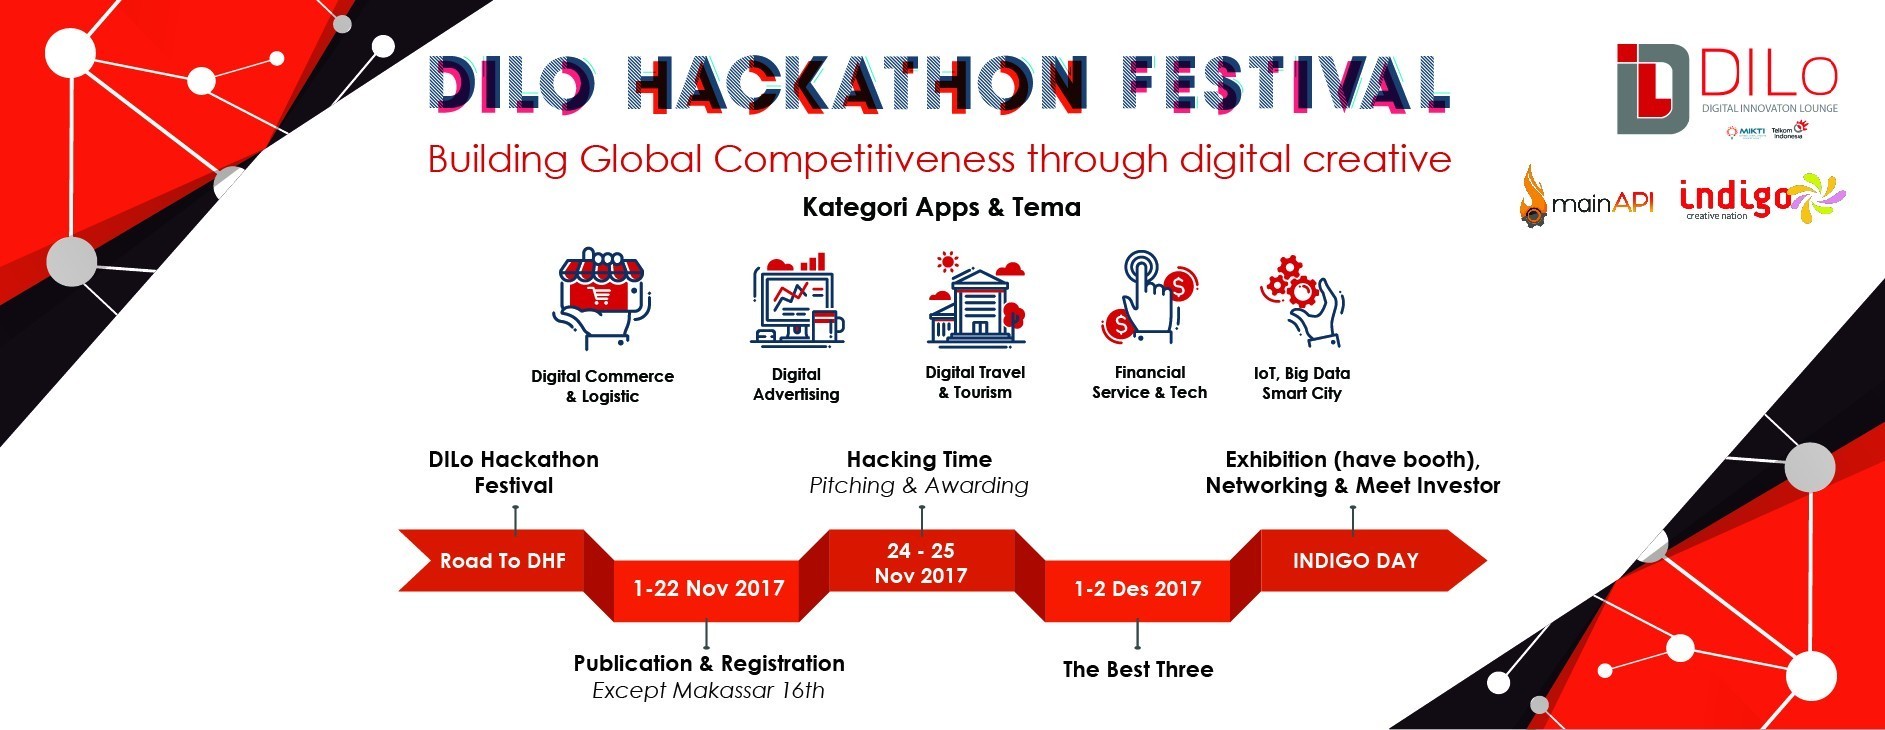 DILO HACKATHON FESTIVAL
Building Global Competitiveness through digital creative
Kategori Apps & Tema
DILo
DIGITAL INNOVATON LOUNGE
MIKTI
Telkom
Indonesia
mainAPI
indigo
creative nation
Digital Commerce
& Logistic
Digital
Advertising
Digital Travel
& Tourism
Financial
Service & Tech
IoT, Big Data
Smart City
DILo Hackathon
Festival
Hacking Time
Pitching & Awarding
Exhibition (have booth),
Networking & Meet Investor
Road To DHF
1-22 Nov 2017
24 - 25
Nov 2017
1-2 Des 2017
INDIGO DAY
Publication & Registration
Except Makassar 16th
The Best Three